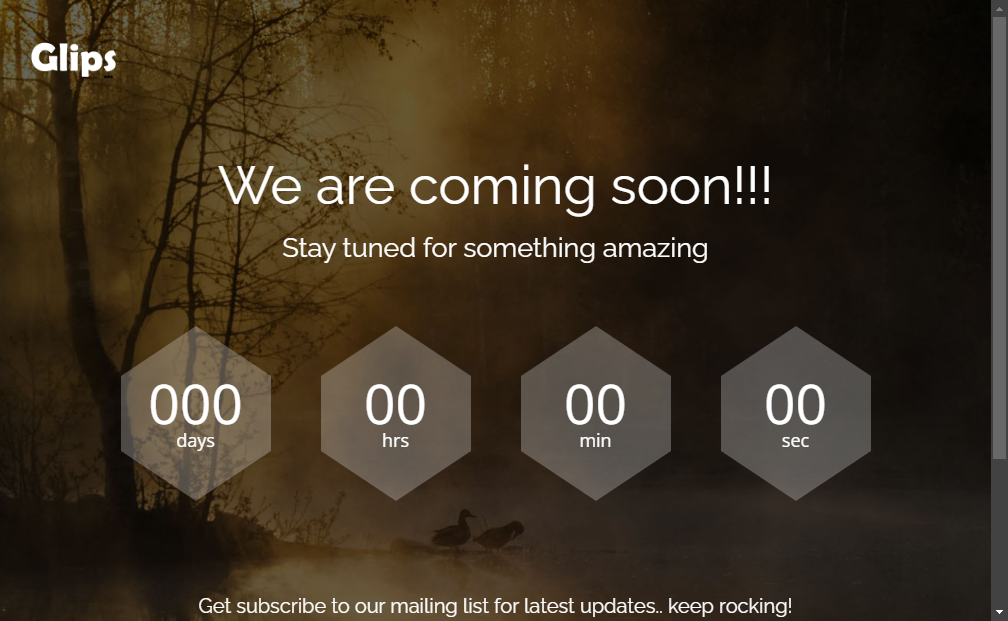 Glips
We are coming soon!!!
Stay tuned for something amazing
000 00 00 00
days hrs min sec
Get subscribe to our mailing list for latest updates.. keep rocking!